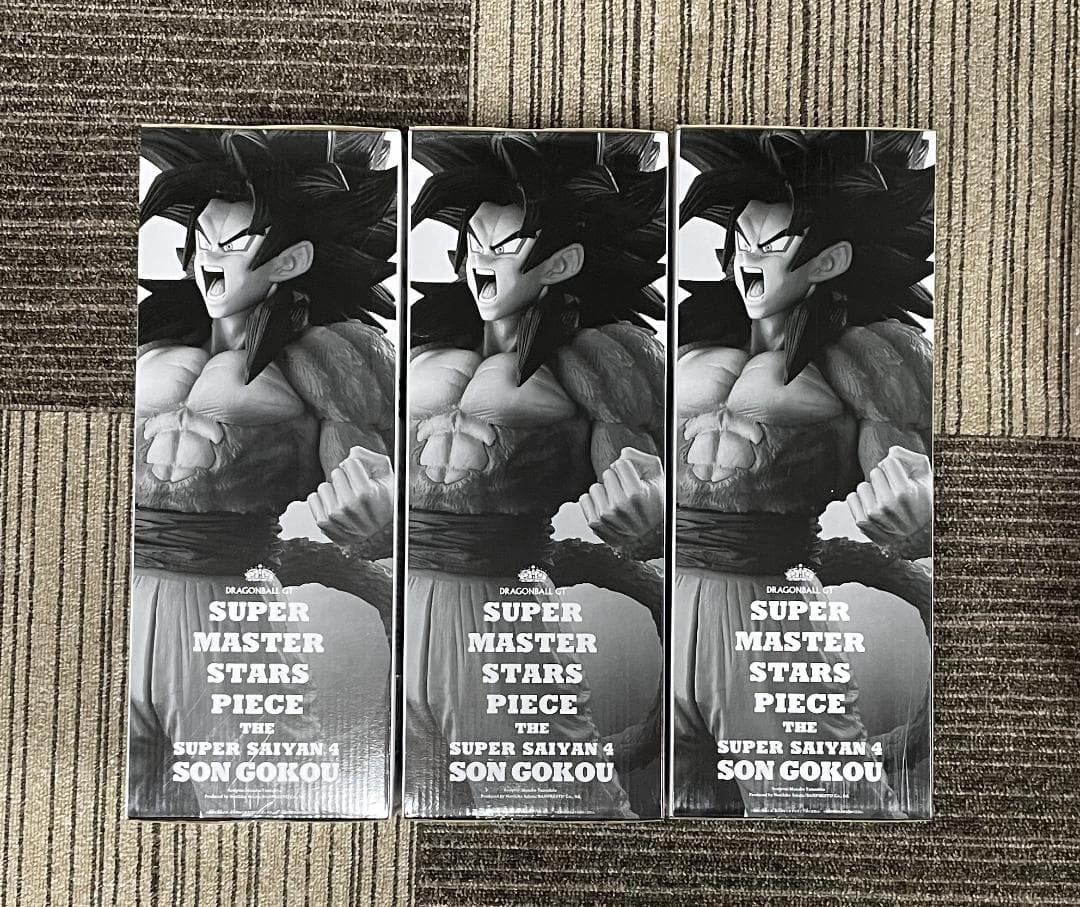 DRAGONBALL GT
SUPER
MASTER
STARS
PIECE
THE
SUPER SAIYAN 4
SON GOKOU
DRAGONBALL GT
SUPER
MASTER
STARS
PIECE
THE
SUPER SAIYAN 4
SON GOKOU
DRAGONBALL GT
SUPER
MASTER
STARS
PIECE
THE
SUPER SAIYAN 4
SON GOKOU